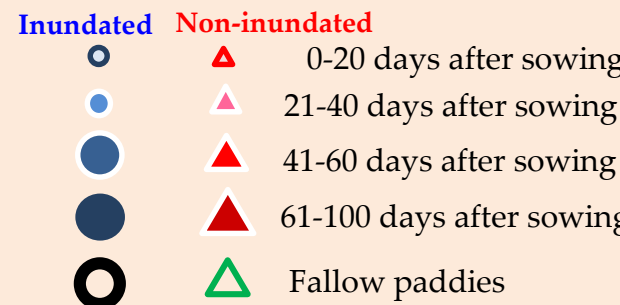 Inundated Non-inundated
0-20 days after sowing
21-40 days after sowing
41-60 days after sowing
61-100 days after sowing
Fallow paddies